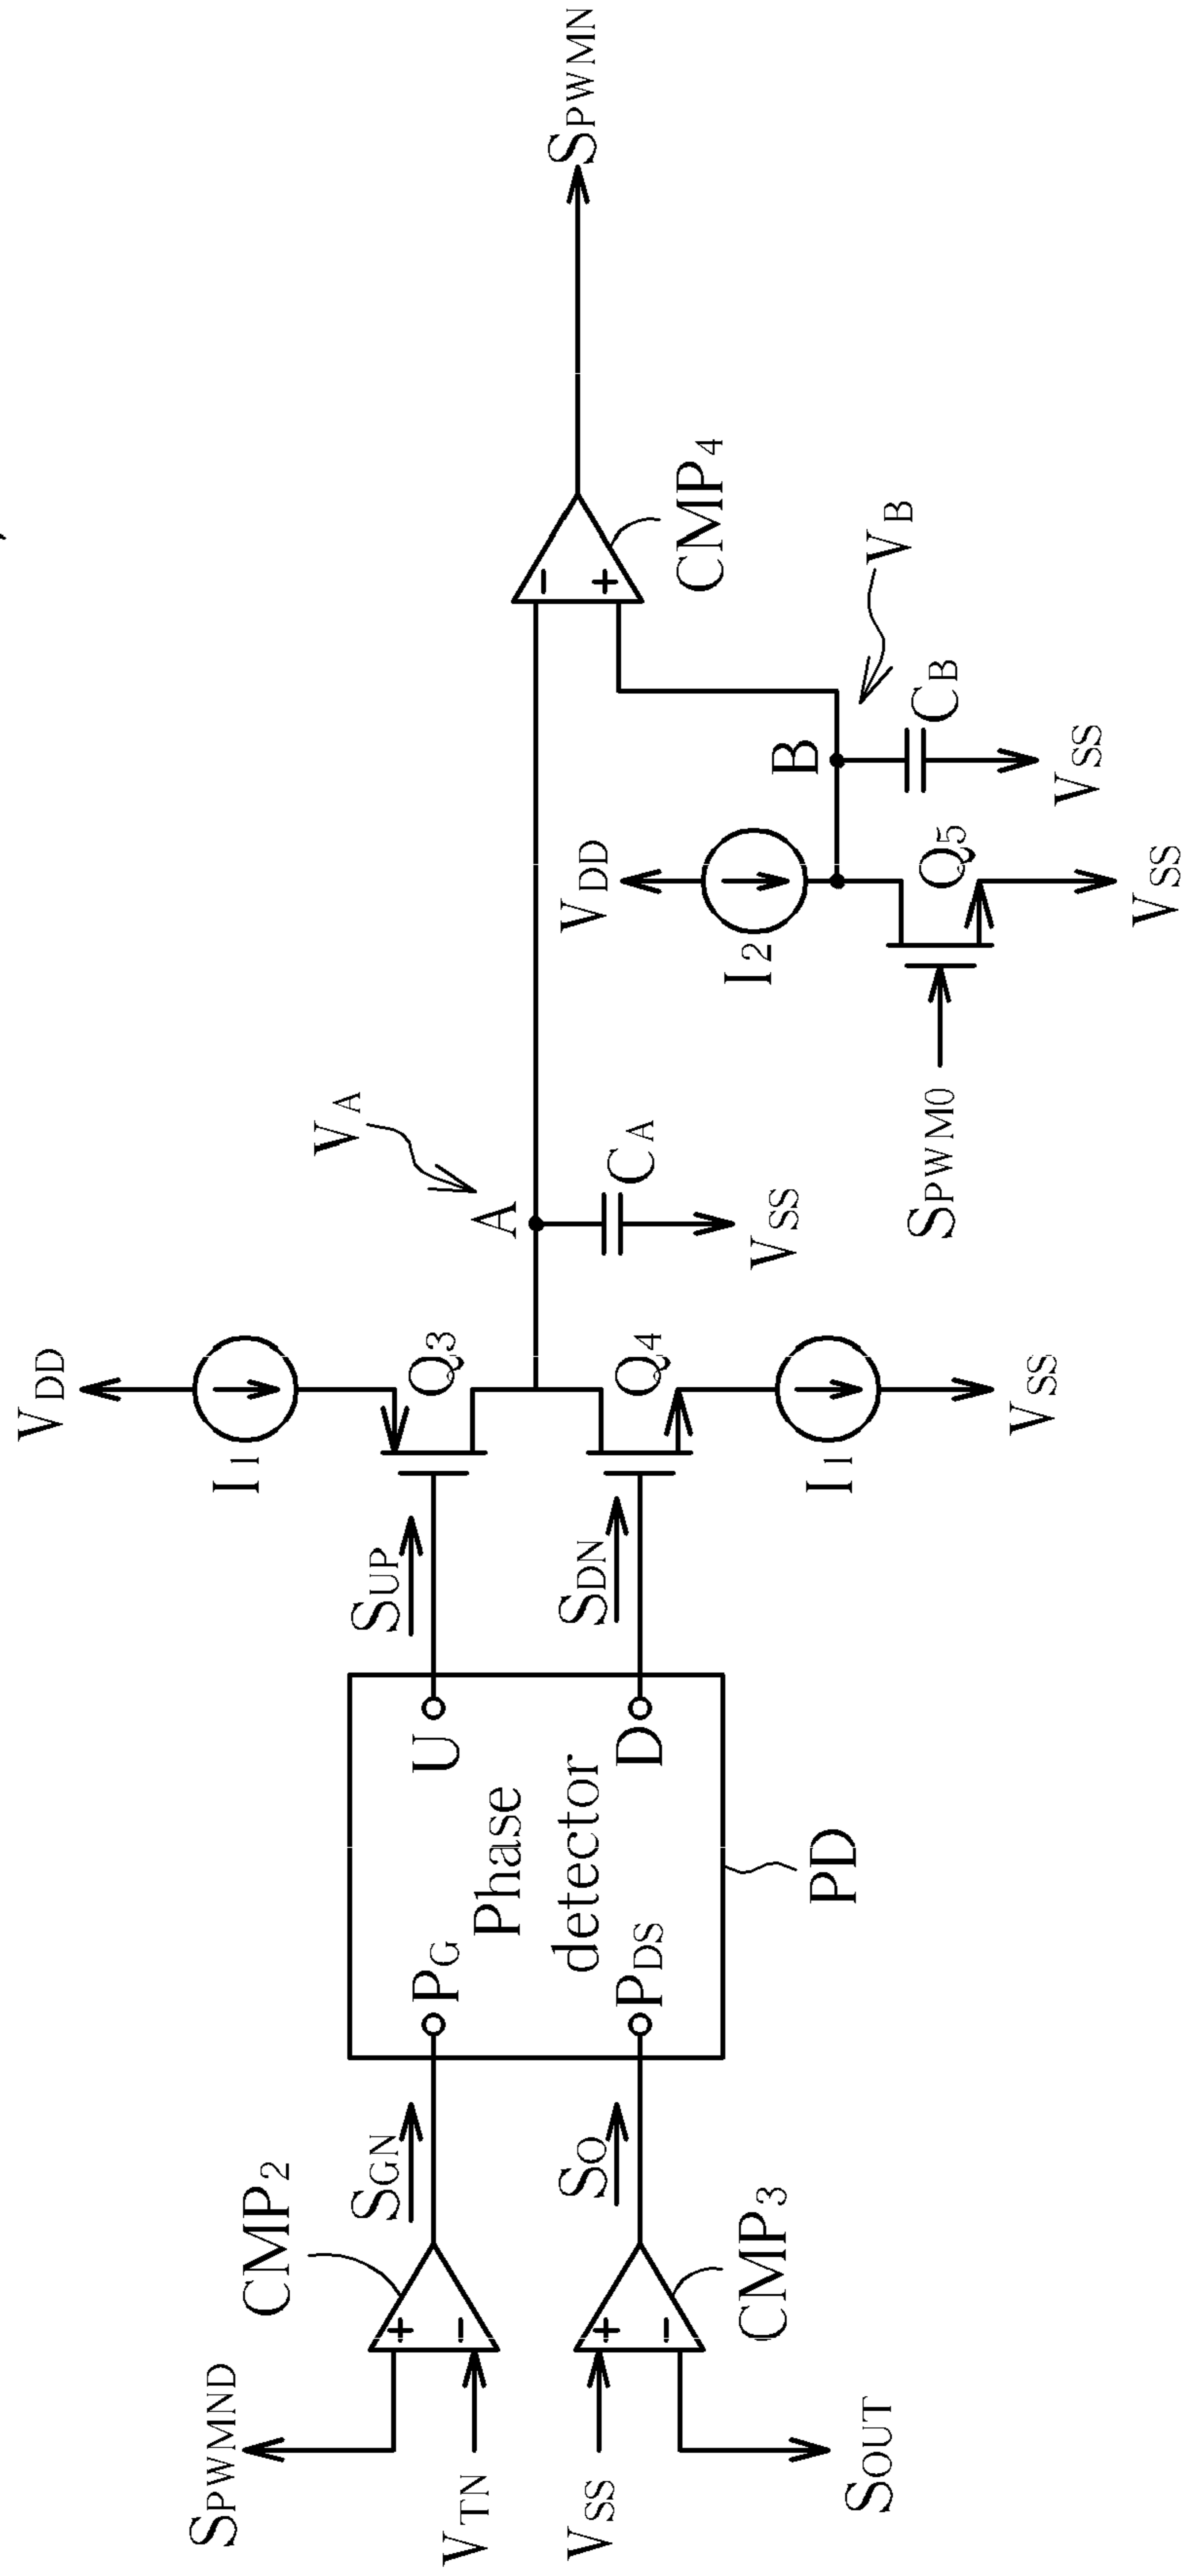 SPWMND
VTN
VSS
SOUT
CMP2
+
−
CMP3
+
−
SGN
SO
PG
PDS
Phase
detector
U
D
PD
SUP
SDN
VDD
I1
Q3
Q4
I1
VSS
VA
A
CA
VSS
SPWM0
VDD
I2
Q5
VSS
B
VB
CB
VSS
−
+
CMP4
SPWMN